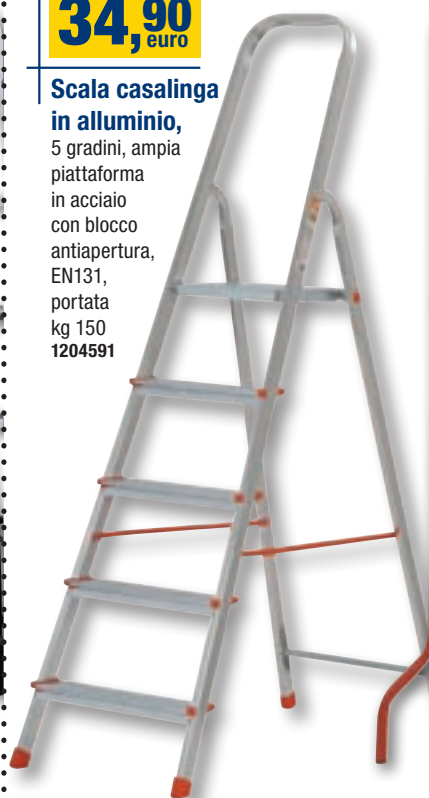 34,90
euro
Scala casalinga
in alluminio,
5 gradini, ampia
piattaforma
in acciaio
con blocco
antiapertura,
EN131,
portata
kg 150
1204591